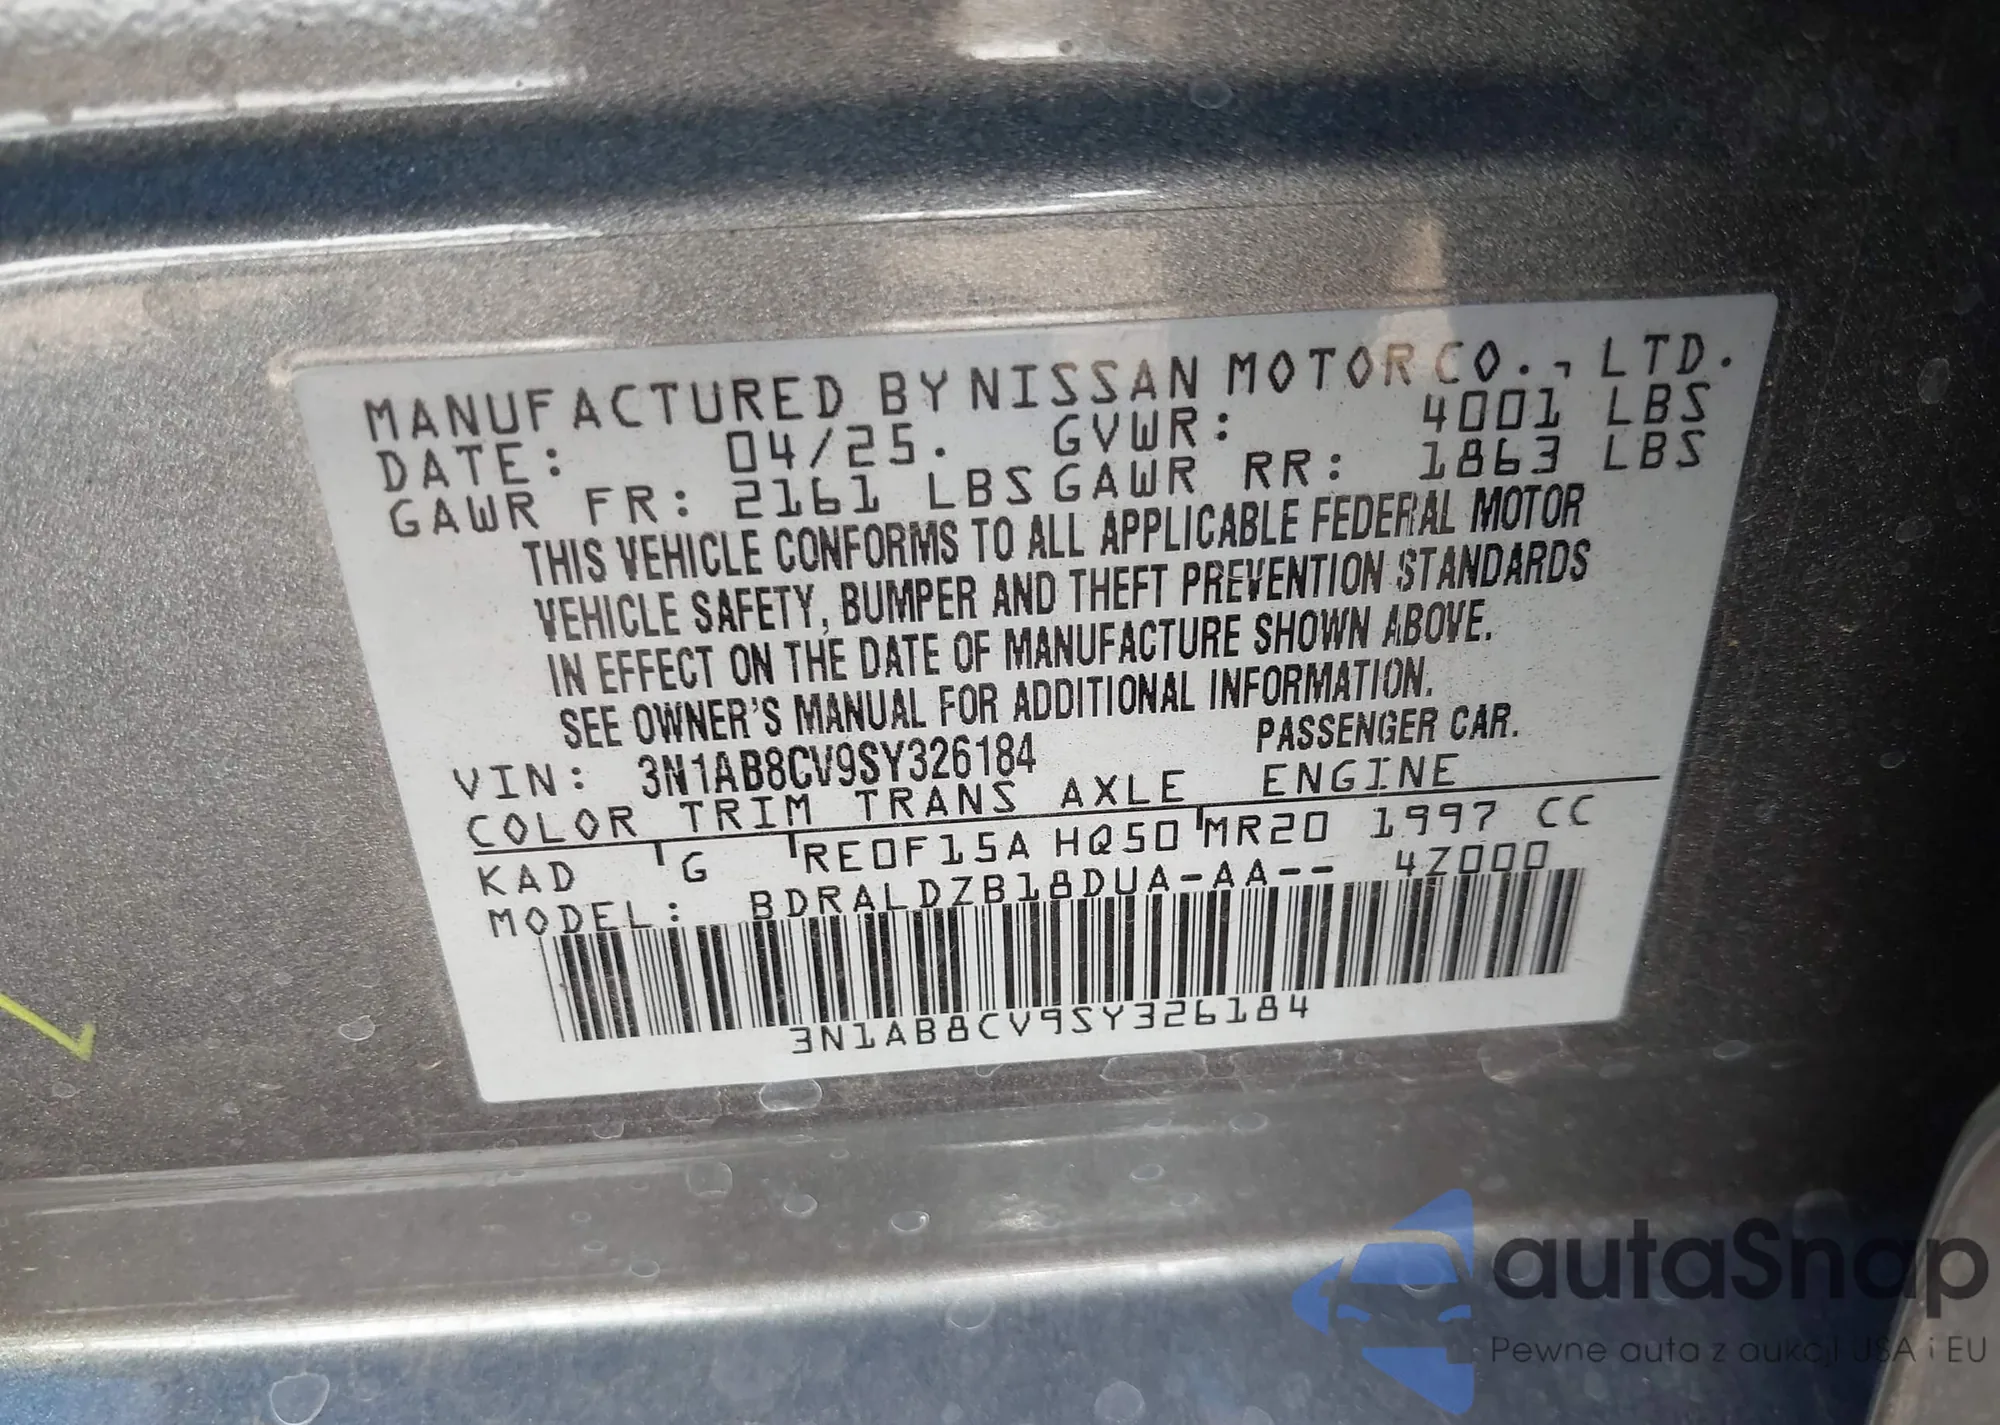 MANUFACTURED BY NISSAN MOTOR CO., LTD.
DATE: 04/25. GVWR: 4001 LBS
GAWR FR: 2161 LBS GAWR RR: 1863 LBS
THIS VEHICLE CONFORMS TO ALL APPLICABLE FEDERAL MOTOR
VEHICLE SAFETY, BUMPER AND THEFT PREVENTION STANDARDS
IN EFFECT ON THE DATE OF MANUFACTURE SHOWN ABOVE.
SEE OWNER'S MANUAL FOR ADDITIONAL INFORMATION.
VIN: 3N1AB8CV9SY326184 PASSENGER CAR.
COLOR TRIM TRANS AXLE ENGINE
KAD G RE0F15A HQ50 MR20 1997 CC
MODEL: BDRALDZB18DUA-AA-- 4Z000
3N1AB8CV9SY326184
autaSnap
Pewne auta z aukcji USA i EU